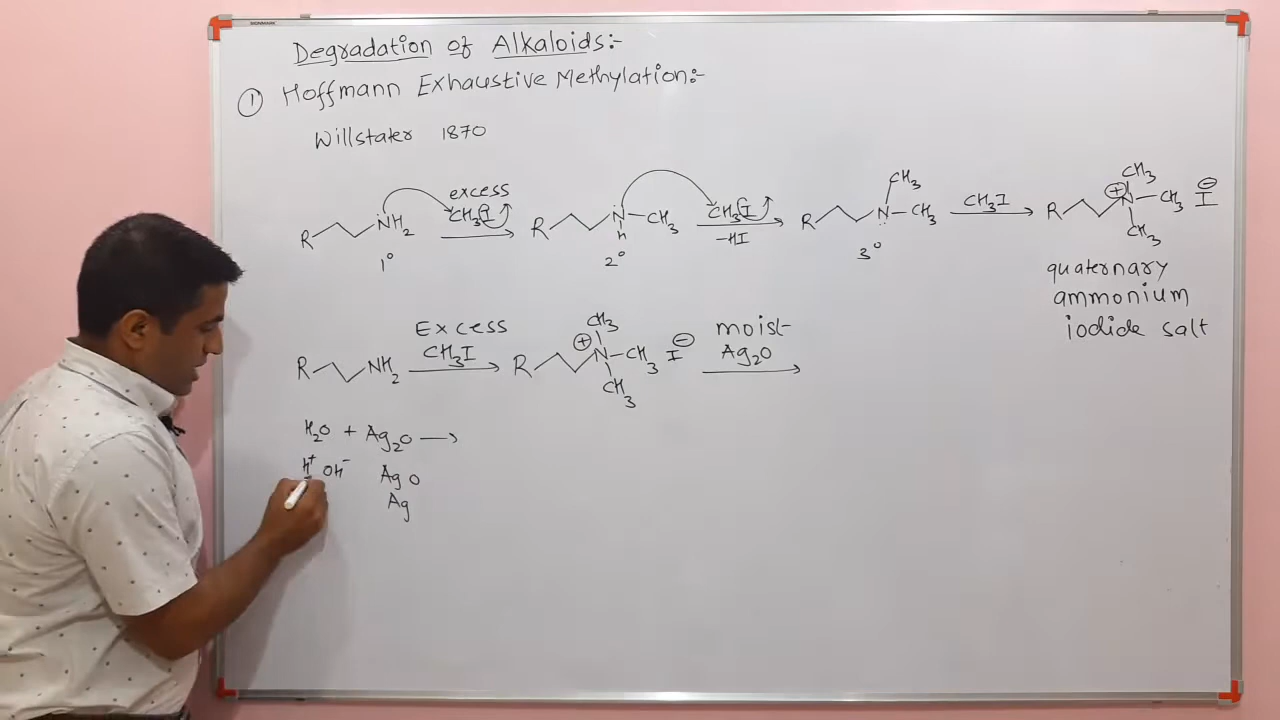 Degradation of Alkaloids:-
① Hoffmann Exhaustive Methylation:-
Willstater 1870
R NH2 1° excess CH3I R N H CH3 2° CH3I -HI R N CH3 CH3 3° CH3I R N ⊕ CH3 CH3 CH3 I ⊖
quaternary
ammonium
iodide salt
R NH2 Excess CH3I R N ⊕ CH3 CH3 CH3 I ⊖ moist Ag2O
H2O + Ag2O →
H+ OH- Ag O
Ag